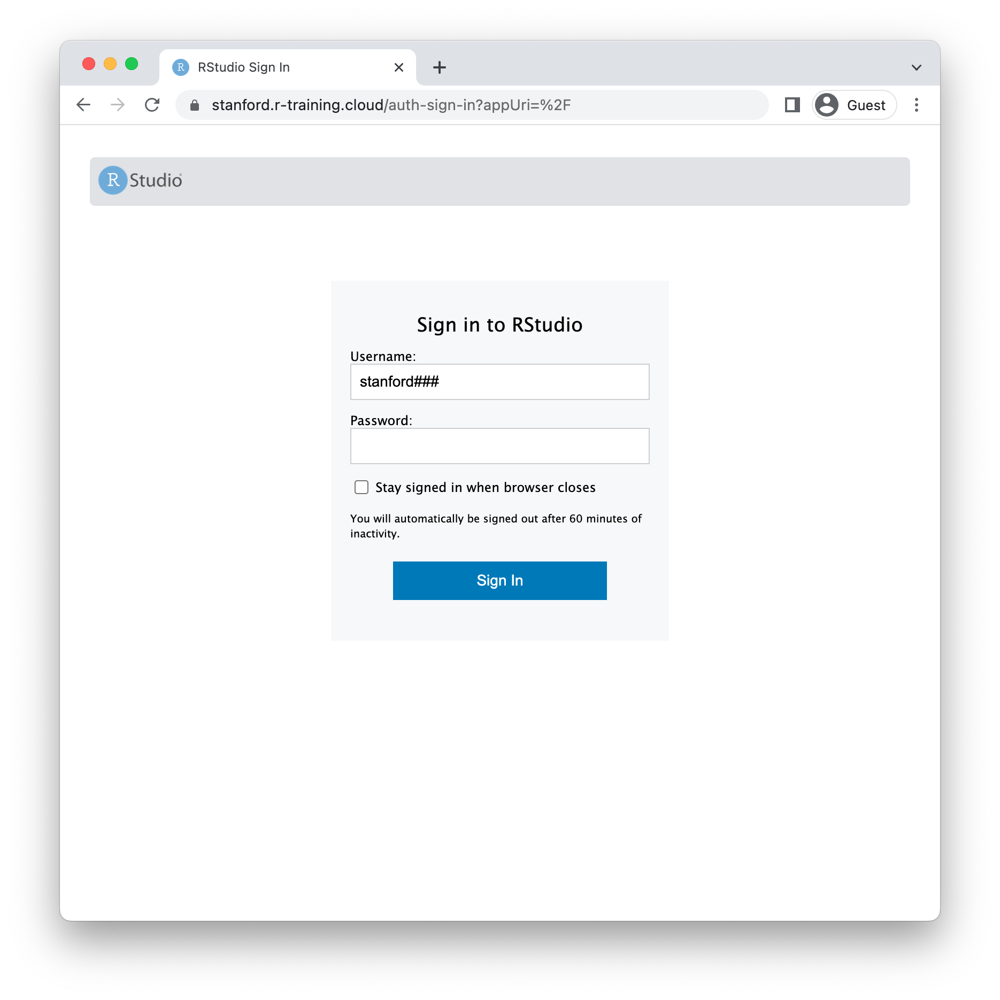 RStudio Sign In
stanford.r-training.cloud/auth-sign-in?appUri=%2F
Guest
R Studio®
Sign in to RStudio
Username:
stanford###
Password:
Stay signed in when browser closes
You will automatically be signed out after 60 minutes of
inactivity.
Sign In